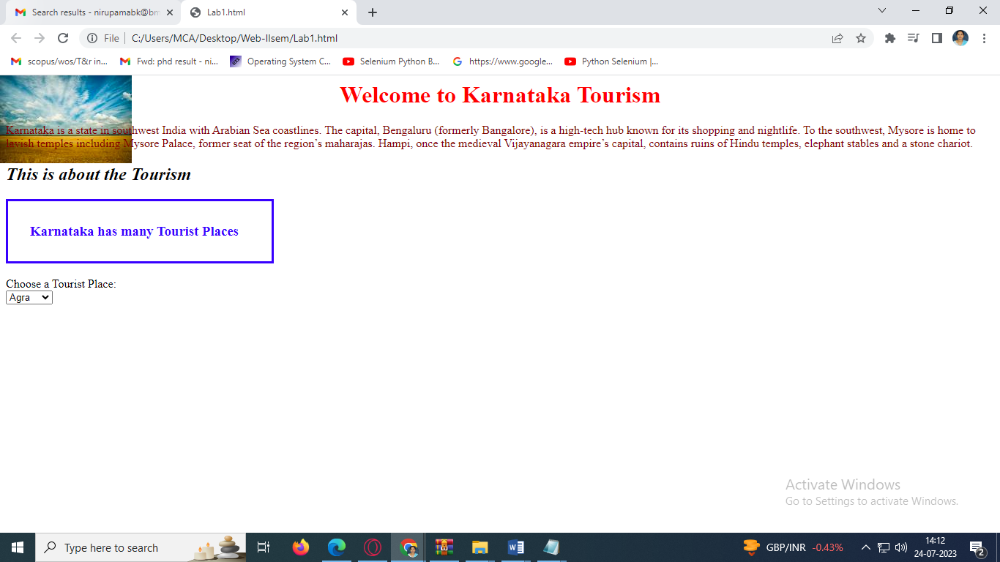 Search results - nirupamabk@bm
Lab1.html
File | C:/Users/MCA/Desktop/Web-IIsem/Lab1.html
scopus/wos/T&r in...
Fwd: phd result - ni...
Operating System C...
Selenium Python B...
https://www.google...
Python Selenium |...
Welcome to Karnataka Tourism
Karnataka is a state in southwest India with Arabian Sea coastlines. The capital, Bengaluru (formerly Bangalore), is a high-tech hub known for its shopping and nightlife. To the southwest, Mysore is home to
lavish temples including Mysore Palace, former seat of the region’s maharajas. Hampi, once the medieval Vijayanagara empire’s capital, contains ruins of Hindu temples, elephant stables and a stone chariot.
This is about the Tourism
Karnataka has many Tourist Places
Choose a Tourist Place:
Agra
Activate Windows
Go to Settings to activate Windows.
Type here to search
GBP/INR -0.43%
14:12
24-07-2023
2